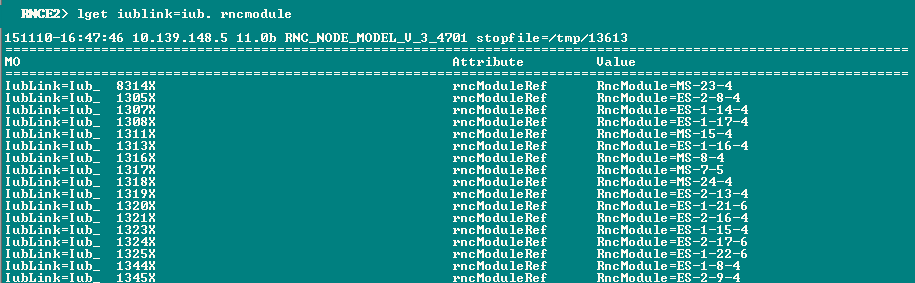 RNCE2> lget iublink=iub. rncmodule
151110-16:47:46 10.139.148.5 11.0b RNC_NODE_MODEL_V_3_4701 stopfile=/tmp/13613
=================================================================================================================
MO Attribute Value
=================================================================================================================
IubLink=Iub_ 8314X rncModuleRef RncModule=MS-23-4
IubLink=Iub_ 1305X rncModuleRef RncModule=ES-2-8-4
IubLink=Iub_ 1307X rncModuleRef RncModule=ES-1-14-4
IubLink=Iub_ 1308X rncModuleRef RncModule=ES-1-17-4
IubLink=Iub_ 1311X rncModuleRef RncModule=MS-15-4
IubLink=Iub_ 1313X rncModuleRef RncModule=ES-1-16-4
IubLink=Iub_ 1316X rncModuleRef RncModule=MS-8-4
IubLink=Iub_ 1317X rncModuleRef RncModule=MS-7-5
IubLink=Iub_ 1318X rncModuleRef RncModule=MS-24-4
IubLink=Iub_ 1319X rncModuleRef RncModule=ES-2-13-4
IubLink=Iub_ 1320X rncModuleRef RncModule=ES-1-21-6
IubLink=Iub_ 1321X rncModuleRef RncModule=ES-2-16-4
IubLink=Iub_ 1323X rncModuleRef RncModule=ES-1-15-4
IubLink=Iub_ 1324X rncModuleRef RncModule=ES-2-17-6
IubLink=Iub_ 1325X rncModuleRef RncModule=ES-1-22-6
IubLink=Iub_ 1344X rncModuleRef RncModule=ES-1-8-4
IubLink=Iub_ 1345X rncModuleRef RncModule=ES-2-9-4